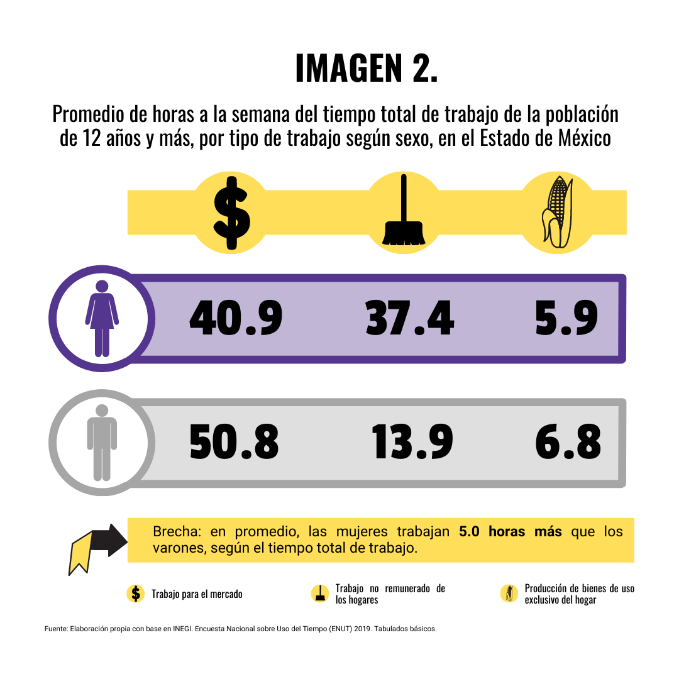 IMAGEN 2.
Promedio de horas a la semana del tiempo total de trabajo de la población
de 12 años y más, por tipo de trabajo según sexo, en el Estado de México
$
40.9 37.4 5.9
50.8 13.9 6.8
Brecha: en promedio, las mujeres trabajan 5.0 horas más que los
varones, según el tiempo total de trabajo.
$ Trabajo para el mercado
Trabajo no remunerado de
los hogares
Producción de bienes de uso
exclusivo del hogar
Fuente: Elaboración propia con base en INEGI. Encuesta Nacional sobre Uso del Tiempo (ENUT) 2019. Tabulados básicos.